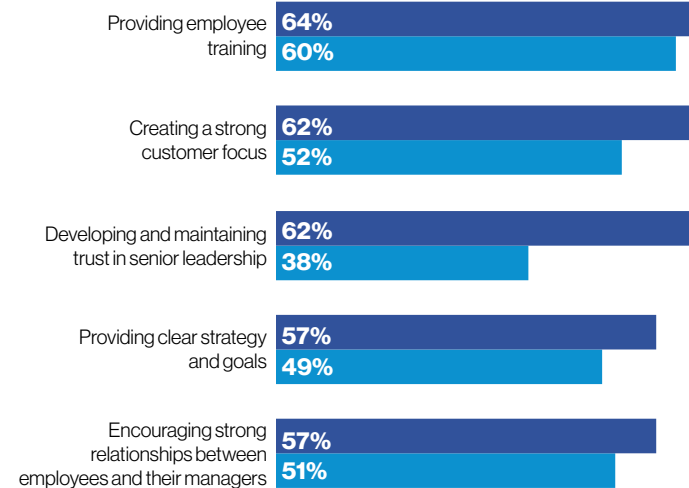 Providing employee
training
64%
60%
Creating a strong
customer focus
62%
52%
Developing and maintaining
trust in senior leadership
62%
38%
Providing clear strategy
and goals
57%
49%
Encouraging strong
relationships between
employees and their managers
57%
51%